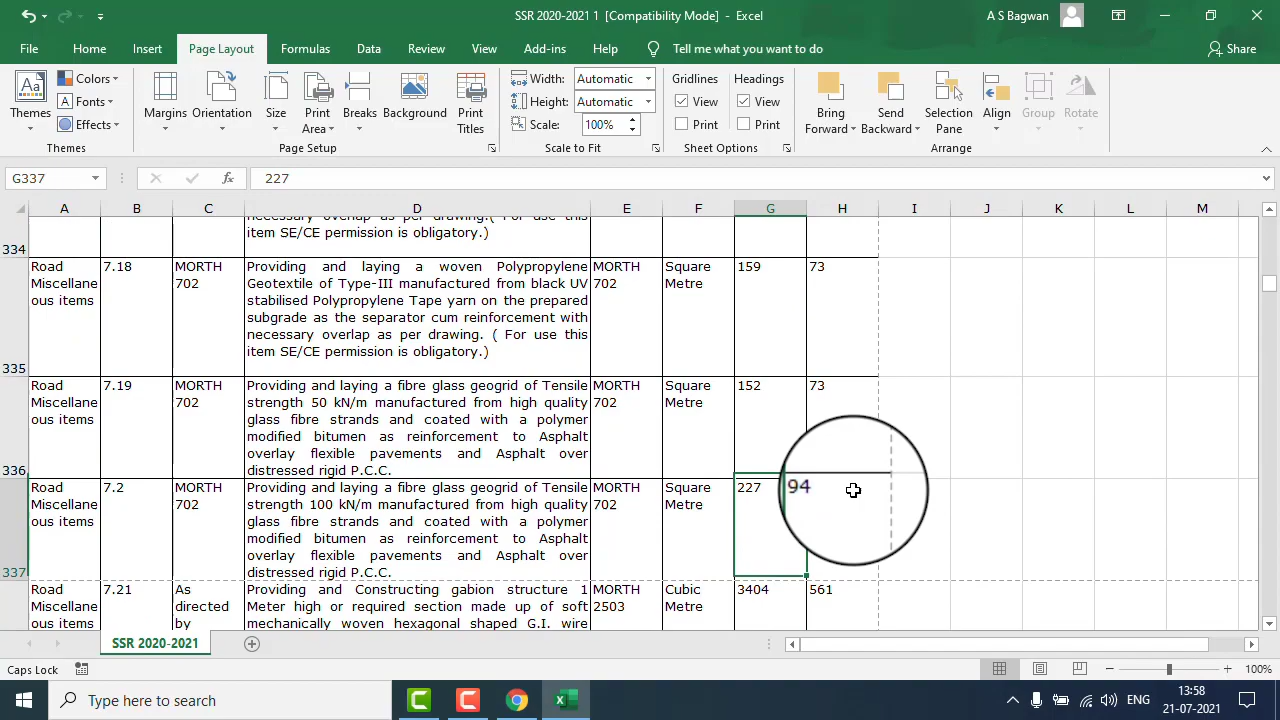 SSR 2020-2021 1 [Compatibility Mode] - Excel
A S Bagwan
File Home Insert Page Layout Formulas Data Review View Add-ins Help Tell me what you want to do Share
Themes
Colors
Fonts
Effects
Themes
Margins
Orientation
Size
Print Area
Breaks
Background
Print Titles
Page Setup
Width: Automatic
Height: Automatic
Scale: 100%
Scale to Fit
Gridlines
View
Print
Headings
View
Print
Sheet Options
Bring Forward
Send Backward
Selection Pane
Align
Group
Rotate
Arrange
G337
fx
227
A B C D E F G H I J K L M
334
necessary overlap as per drawing.( For use this
item SE/CE permission is obligatory.)
335
Road
Miscellane
ous items
7.18
MORTH
702
Providing and laying a woven Polypropylene
Geotextile of Type-III manufactured from black UV
stabilised Polypropylene Tape yarn on the prepared
subgrade as the separator cum reinforcement with
necessary overlap as per drawing. ( For use this
item SE/CE permission is obligatory.)
MORTH
702
Square
Metre
159
73
336
Road
Miscellane
ous items
7.19
MORTH
702
Providing and laying a fibre glass geogrid of Tensile
strength 50 kN/m manufactured from high quality
glass fibre strands and coated with a polymer
modified bitumen as reinforcement to Asphalt
overlay flexible pavements and Asphalt over
distressed rigid P.C.C.
MORTH
702
Square
Metre
152
73
337
Road
Miscellane
ous items
7.2
MORTH
702
Providing and laying a fibre glass geogrid of Tensile
strength 100 kN/m manufactured from high quality
glass fibre strands and coated with a polymer
modified bitumen as reinforcement to Asphalt
overlay flexible pavements and Asphalt over
distressed rigid P.C.C.
MORTH
702
Square
Metre
227
94
Road
Miscellane
ous items
7.21
As
directed
by
Providing and Constructing gabion structure 1
Meter high or required section made up of soft
mechanically woven hexagonal shaped G.I. wire
MORTH
2503
Cubic
Metre
3404
561
SSR 2020-2021
Caps Lock
100%
Type here to search
ENG
13:58
21-07-2021